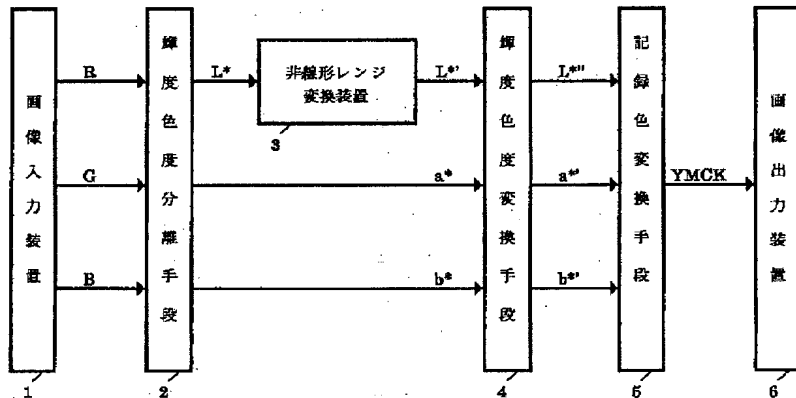 画像入力装置
R
G
B
輝度色度分離手段
L*
非線形レンジ
変換装置
3
L*'
a*
b*
輝度色度変換手段
L*"
a*'
b*'
記録色変換手段
YMCK
画像出力装置
1
2
4
5
6